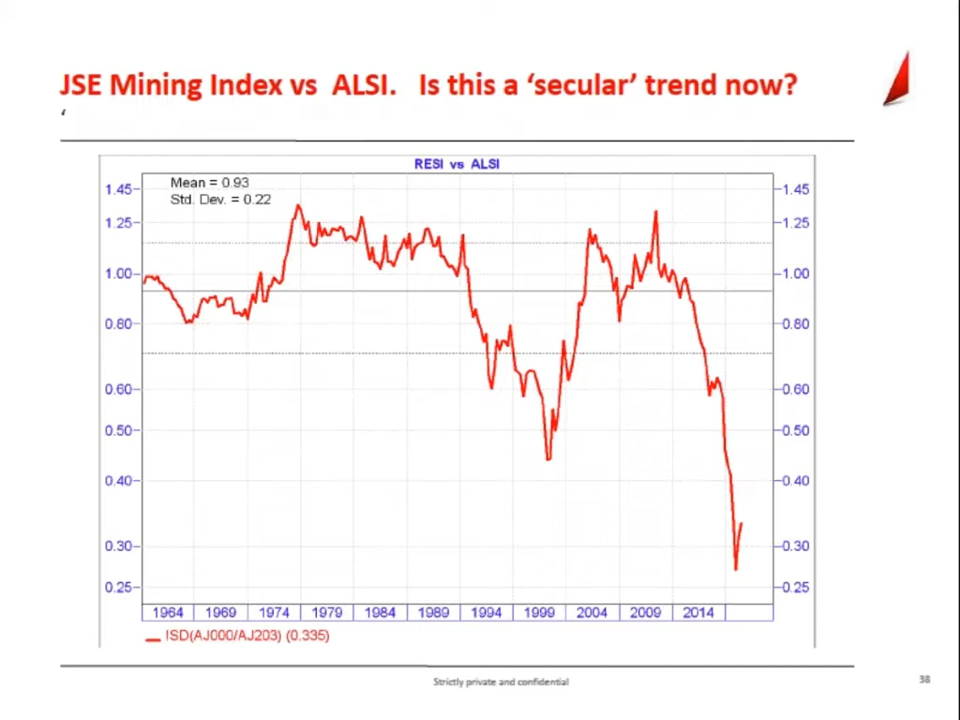 JSE Mining Index vs ALSI. Is this a ‘secular’ trend now?
‘
RESI vs ALSI
Mean = 0.93
Std. Dev. = 0.22
1.45 1.45
1.25 1.25
1.00 1.00
0.80 0.80
0.60 0.60
0.50 0.50
0.40 0.40
0.30 0.30
0.25 0.25
1964 1969 1974 1979 1984 1989 1994 1999 2004 2009 2014
ISD(AJ000/AJ203) (0.335)
Strictly private and confidential 38